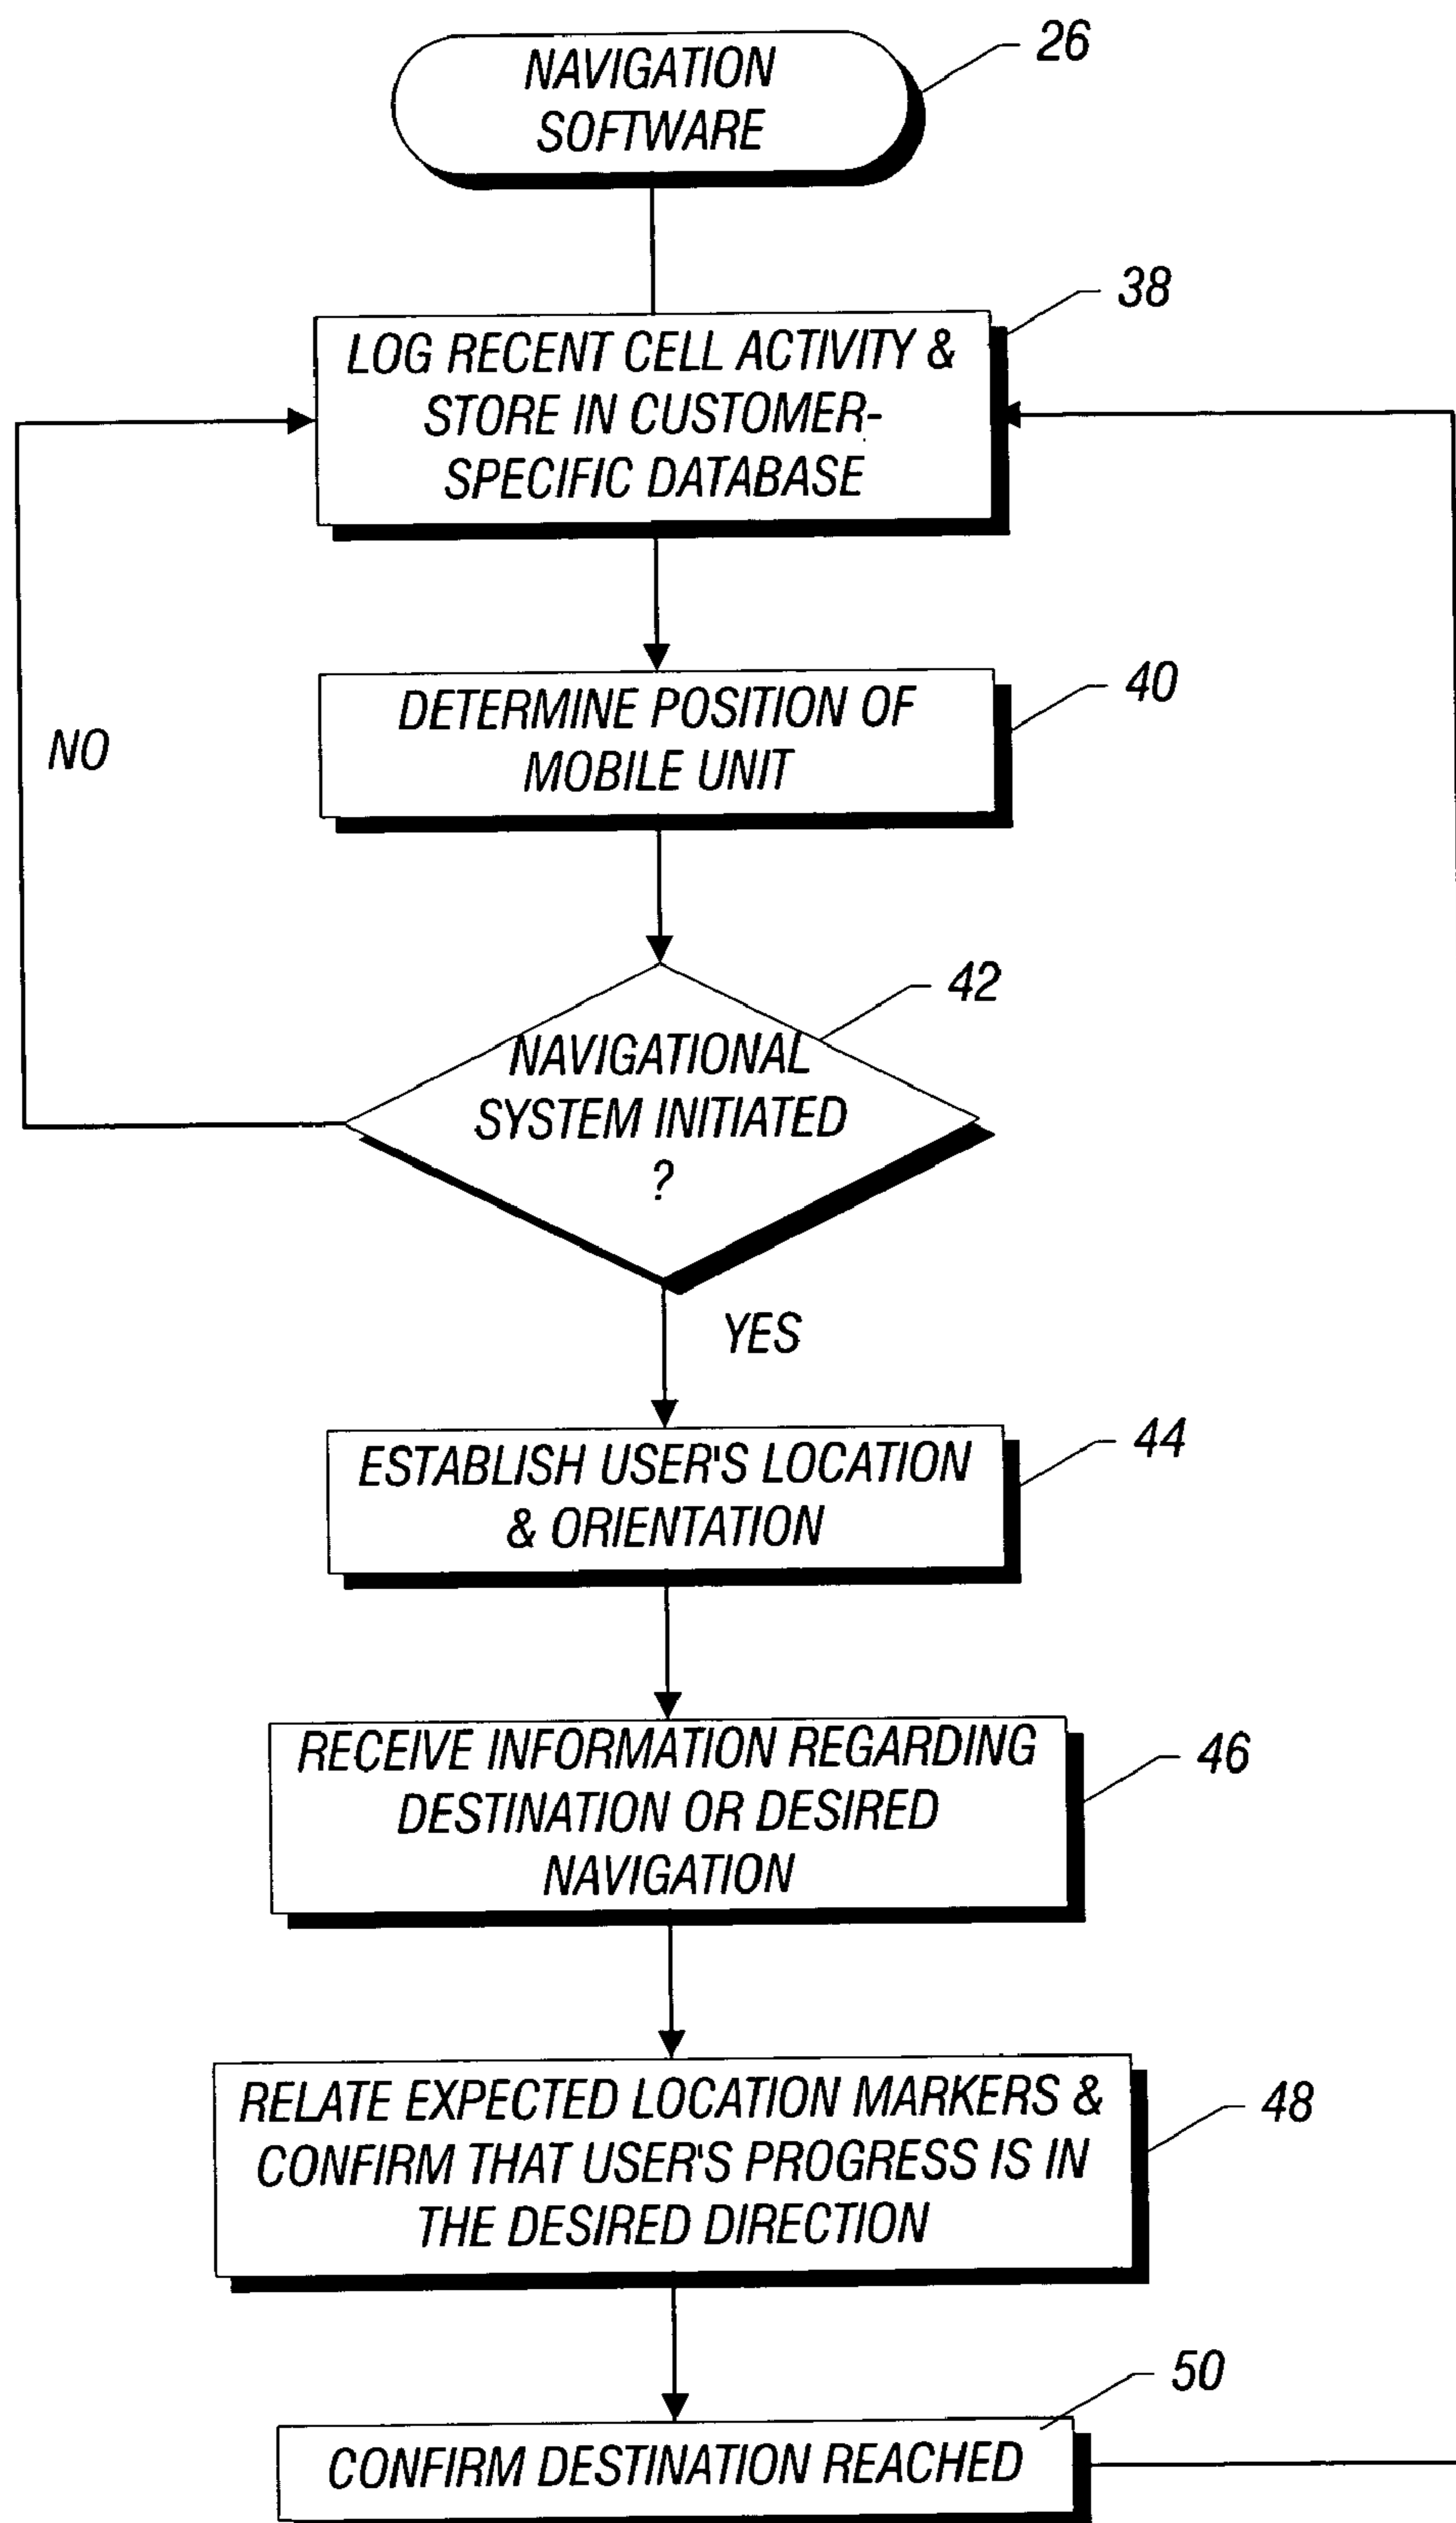 NAVIGATION
SOFTWARE
26
LOG RECENT CELL ACTIVITY &
STORE IN CUSTOMER-
SPECIFIC DATABASE
38
DETERMINE POSITION OF
MOBILE UNIT
40
NO
NAVIGATIONAL
SYSTEM INITIATED
?
42
YES
ESTABLISH USER'S LOCATION
& ORIENTATION
44
RECEIVE INFORMATION REGARDING
DESTINATION OR DESIRED
NAVIGATION
46
RELATE EXPECTED LOCATION MARKERS &
CONFIRM THAT USER'S PROGRESS IS IN
THE DESIRED DIRECTION
48
CONFIRM DESTINATION REACHED
50